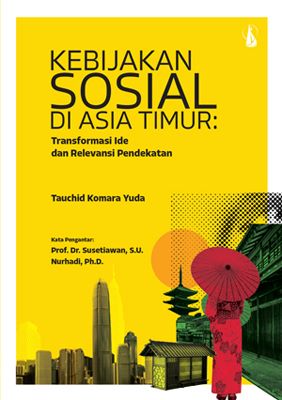 KEBIJAKAN
SOSIAL
DI ASIA TIMUR:
Transformasi Ide
dan Relevansi Pendekatan
Tauchid Komara Yuda
Kata Pengantar:
Prof. Dr. Susetiawan, S.U.
Nurhadi, Ph.D.